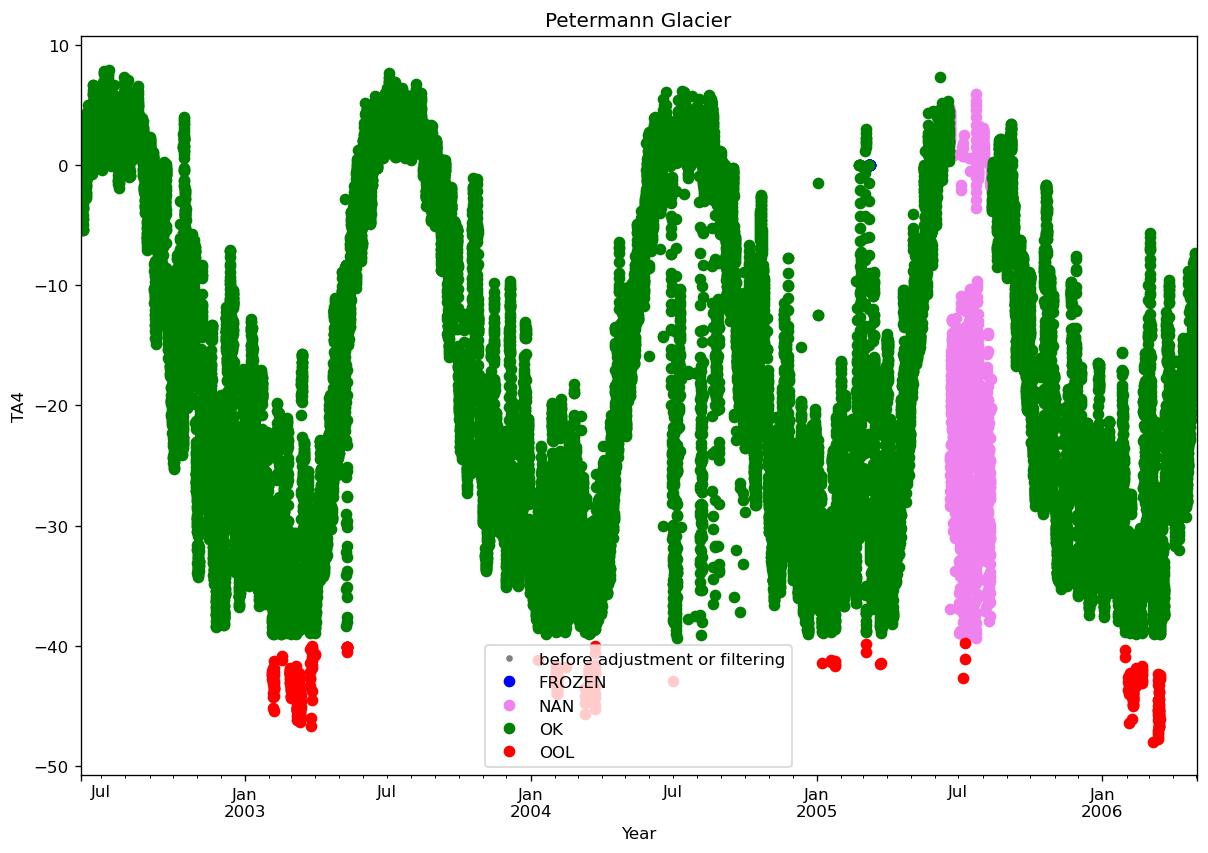 Petermann Glacier
10
0
−10
−20
−30
−40
−50
TA4
before adjustment or filtering
FROZEN
NAN
OK
OOL
Jul Jan Jul Jan Jul Jan Jul Jan
2003 2004 2005 2006
Year